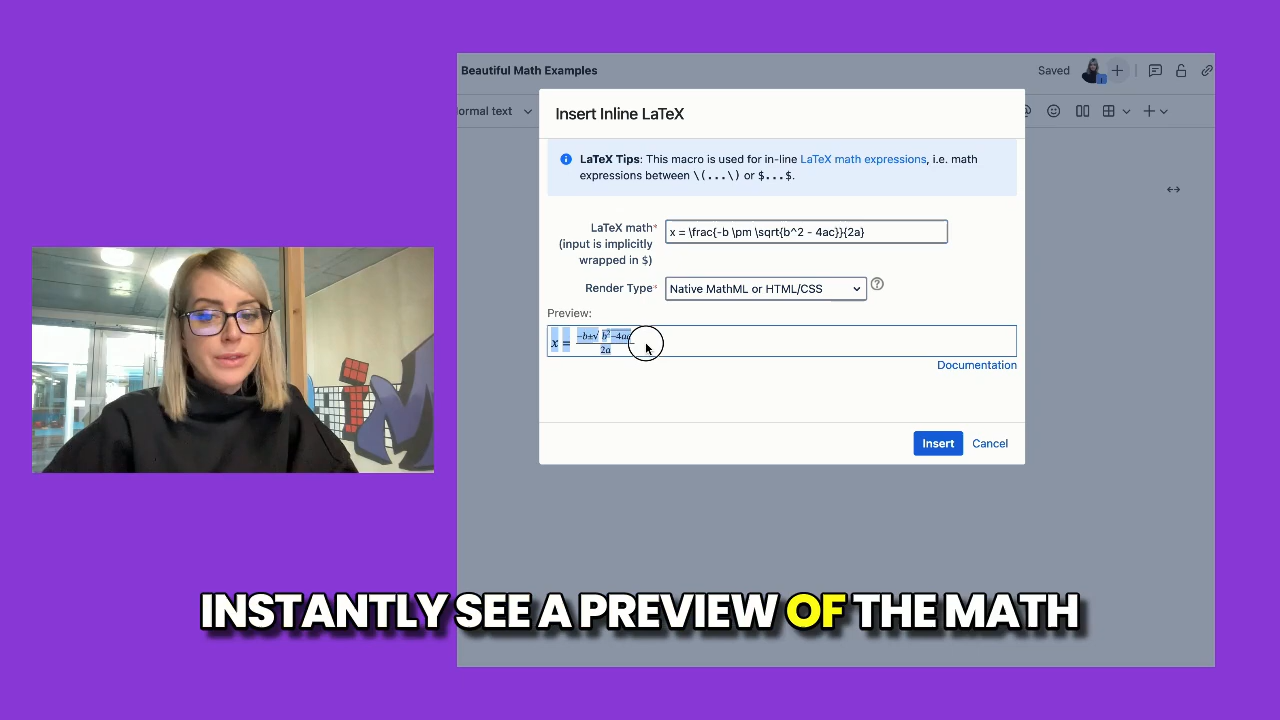 Beautiful Math Examples
Saved
ormal text
Insert Inline LaTeX
LaTeX Tips: This macro is used for in-line LaTeX math expressions, i.e. math
expressions between \(...\) or $...$.
LaTeX math*
(input is implicitly
wrapped in $)
x = \frac{-b \pm \sqrt{b^2 - 4ac}}{2a}
Render Type*
Native MathML or HTML/CSS
Preview:
x = −b±√b²−4ac
2a
Documentation
Insert
Cancel
INSTANTLY SEE A PREVIEW OF THE MATH